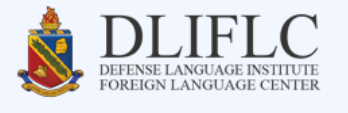 DLIFLC
DEFENSE LANGUAGE INSTITUTE
FOREIGN LANGUAGE CENTER